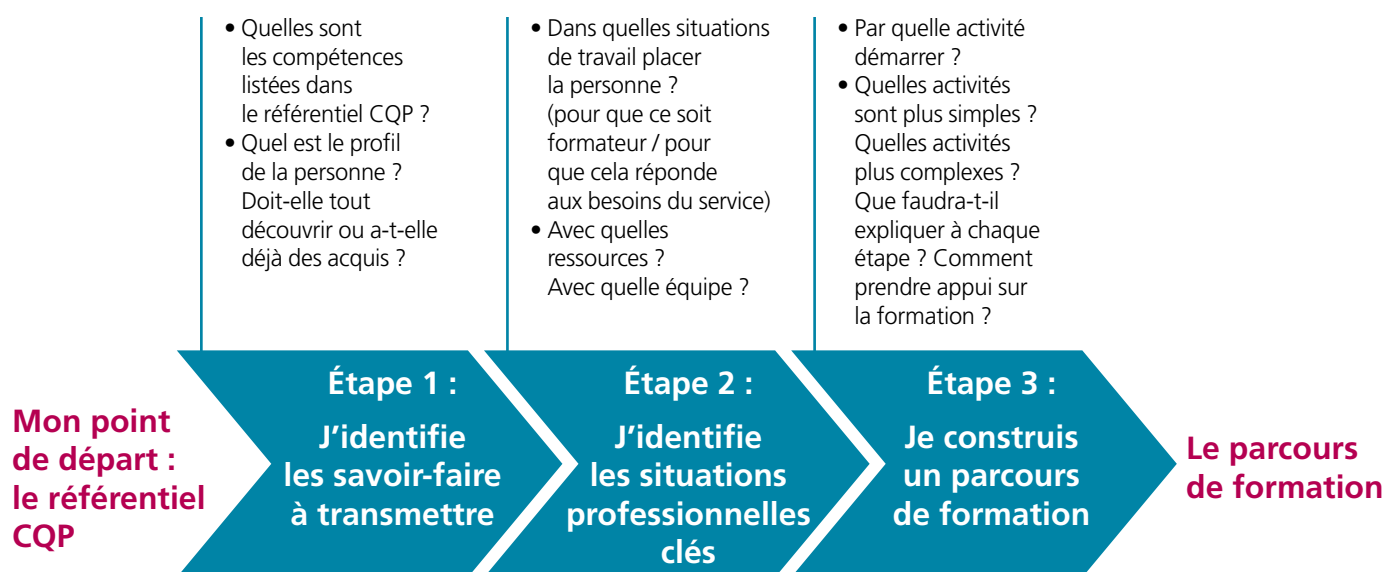 • Quelles sont
les compétences
listées dans
le référentiel CQP ?
• Quel est le profil
de la personne ?
Doit-elle tout
découvrir ou a-t-elle
déjà des acquis ?
• Dans quelles situations
de travail placer
la personne ?
(pour que ce soit
formateur / pour
que cela réponde
aux besoins du service)
• Avec quelles
ressources ?
Avec quelle équipe ?
• Par quelle activité
démarrer ?
• Quelles activités
sont plus simples ?
Quelles activités
plus complexes ?
Que faudra-t-il
expliquer à chaque
étape ? Comment
prendre appui sur
la formation ?
Mon point
de départ :
le référentiel
CQP
Étape 1 :
J'identifie
les savoir-faire
à transmettre
Étape 2 :
J'identifie
les situations
professionnelles
clés
Étape 3 :
Je construis
un parcours
de formation
Le parcours
de formation